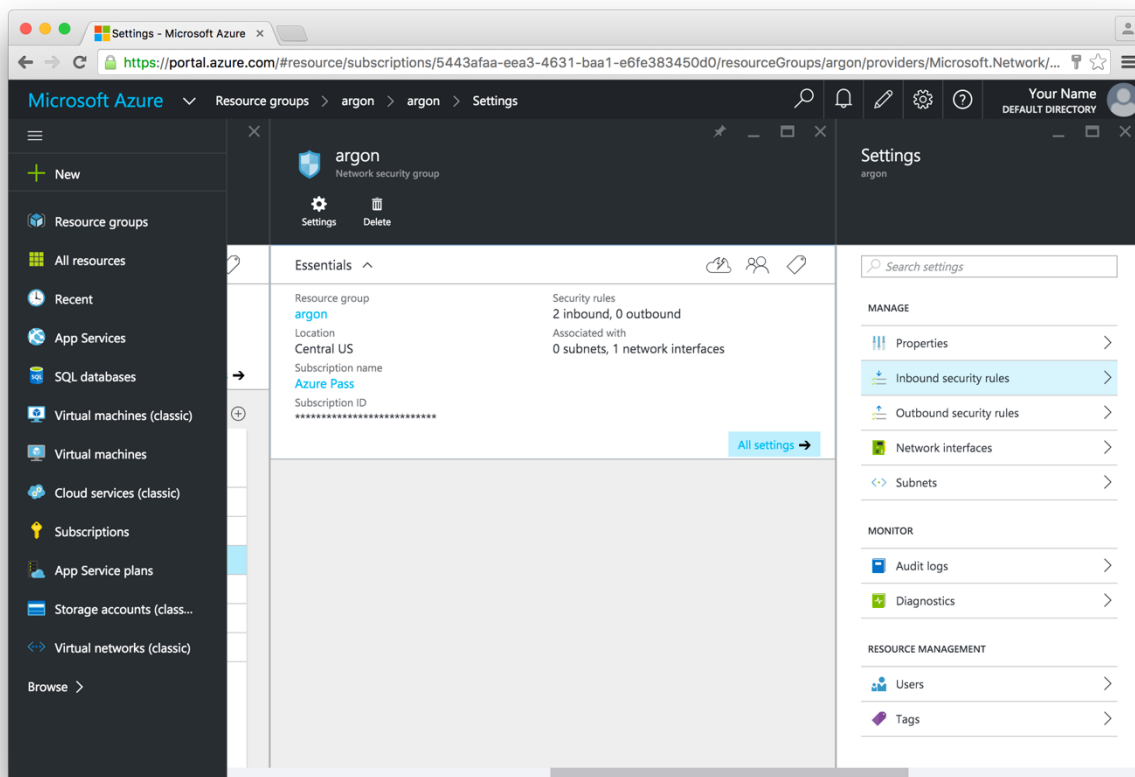 Settings - Microsoft Azure
https://portal.azure.com/#resource/subscriptions/5443afaa-eea3-4631-baa1-e6fe383450d0/resourceGroups/argon/providers/Microsoft.Network/...
Microsoft Azure Resource groups > argon > argon > Settings
Your Name
DEFAULT DIRECTORY
New
Resource groups
All resources
Recent
App Services
SQL databases
Virtual machines (classic)
Virtual machines
Cloud services (classic)
Subscriptions
App Service plans
Storage accounts (class...
Virtual networks (classic)
Browse >
argon
Network security group
Settings Delete
Essentials
Resource group
argon
Location
Central US
Subscription name
Azure Pass
Subscription ID
***************************
Security rules
2 inbound, 0 outbound
Associated with
0 subnets, 1 network interfaces
All settings →
Settings
argon
Search settings
MANAGE
Properties
Inbound security rules
Outbound security rules
Network interfaces
Subnets
MONITOR
Audit logs
Diagnostics
RESOURCE MANAGEMENT
Users
Tags